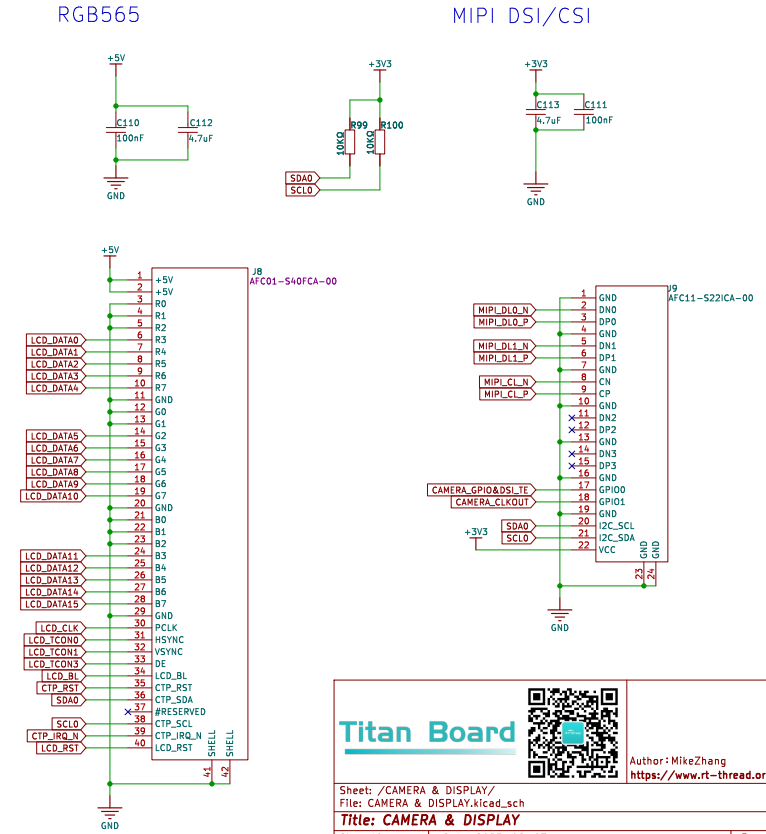 RGB565
MIPI DSI/CSI
+5V
C110
100nF
C112
4.7uF
+3V3
R99
10KΩ
R100
10KΩ
SDA0
SCL0
+3V3
C113
4.7uF
C111
100nF
GND
GND
+5V
J8
AFC01-S40FCA-00
1 +5V
2 +5V
3 R0
4 R1
5 R2
LCD_DATA0 6 R3
LCD_DATA1 7 R4
LCD_DATA2 8 R5
LCD_DATA3 9 R6
LCD_DATA4 10 R7
11 GND
12 G0
13 G1
LCD_DATA5 14 G2
LCD_DATA6 15 G3
LCD_DATA7 16 G4
LCD_DATA8 17 G5
LCD_DATA9 18 G6
LCD_DATA10 19 G7
20 GND
21 B0
22 B1
23 B2
LCD_DATA11 24 B3
LCD_DATA12 25 B4
LCD_DATA13 26 B5
LCD_DATA14 27 B6
LCD_DATA15 28 B7
29 GND
LCD_CLK 30 PCLK
LCD_TCON0 31 HSYNC
LCD_TCON1 32 VSYNC
LCD_TCON3 33 DE
LCD_BL 34 LCD_BL
CTP_RST 35 CTP_RST
SDA0 36 CTP_SDA
37 #RESERVED
SCL0 38 CTP_SCL
CTP_IRQ_N 39 CTP_IRQ_N
LCD_RST 40 LCD_RST
SHELL 41
SHELL 42
GND
J9
AFC11-S22ICA-00
1 GND
MIPI_DL0_N 2 DN0
MIPI_DL0_P 3 DP0
4 GND
MIPI_DL1_N 5 DN1
MIPI_DL1_P 6 DP1
7 GND
MIPI_CL_N 8 CN
MIPI_CL_P 9 CP
10 GND
11 DN2
12 DP2
13 GND
14 DN3
15 DP3
16 GND
CAMERA_GPIO&DSI_TE 17 GPIO0
CAMERA_CLKOUT 18 GPIO1
19 GND
SDA0 20 I2C_SCL
SCL0 21 I2C_SDA
+3V3 22 VCC
GND 23
GND 24
GND
Titan Board
Author:MikeZhang
https://www.rt-thread.or
Sheet: /CAMERA & DISPLAY/
File: CAMERA & DISPLAY.kicad_sch
Title: CAMERA & DISPLAY